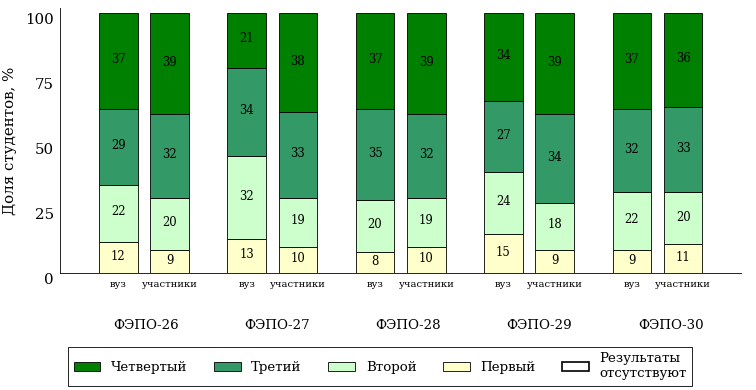 Доля студентов, %
100
75
50
25
0
37 39 21 38 37 39 34 39 37 36
29 32 34 33 35 32 27 34 32 33
22 20 32 19 20 19 24 18 22 20
12 9 13 10 8 10 15 9 9 11
вуз участники вуз участники вуз участники вуз участники вуз участники
ФЭПО-26 ФЭПО-27 ФЭПО-28 ФЭПО-29 ФЭПО-30
Четвертый Третий Второй Первый Результаты
отсутствуют